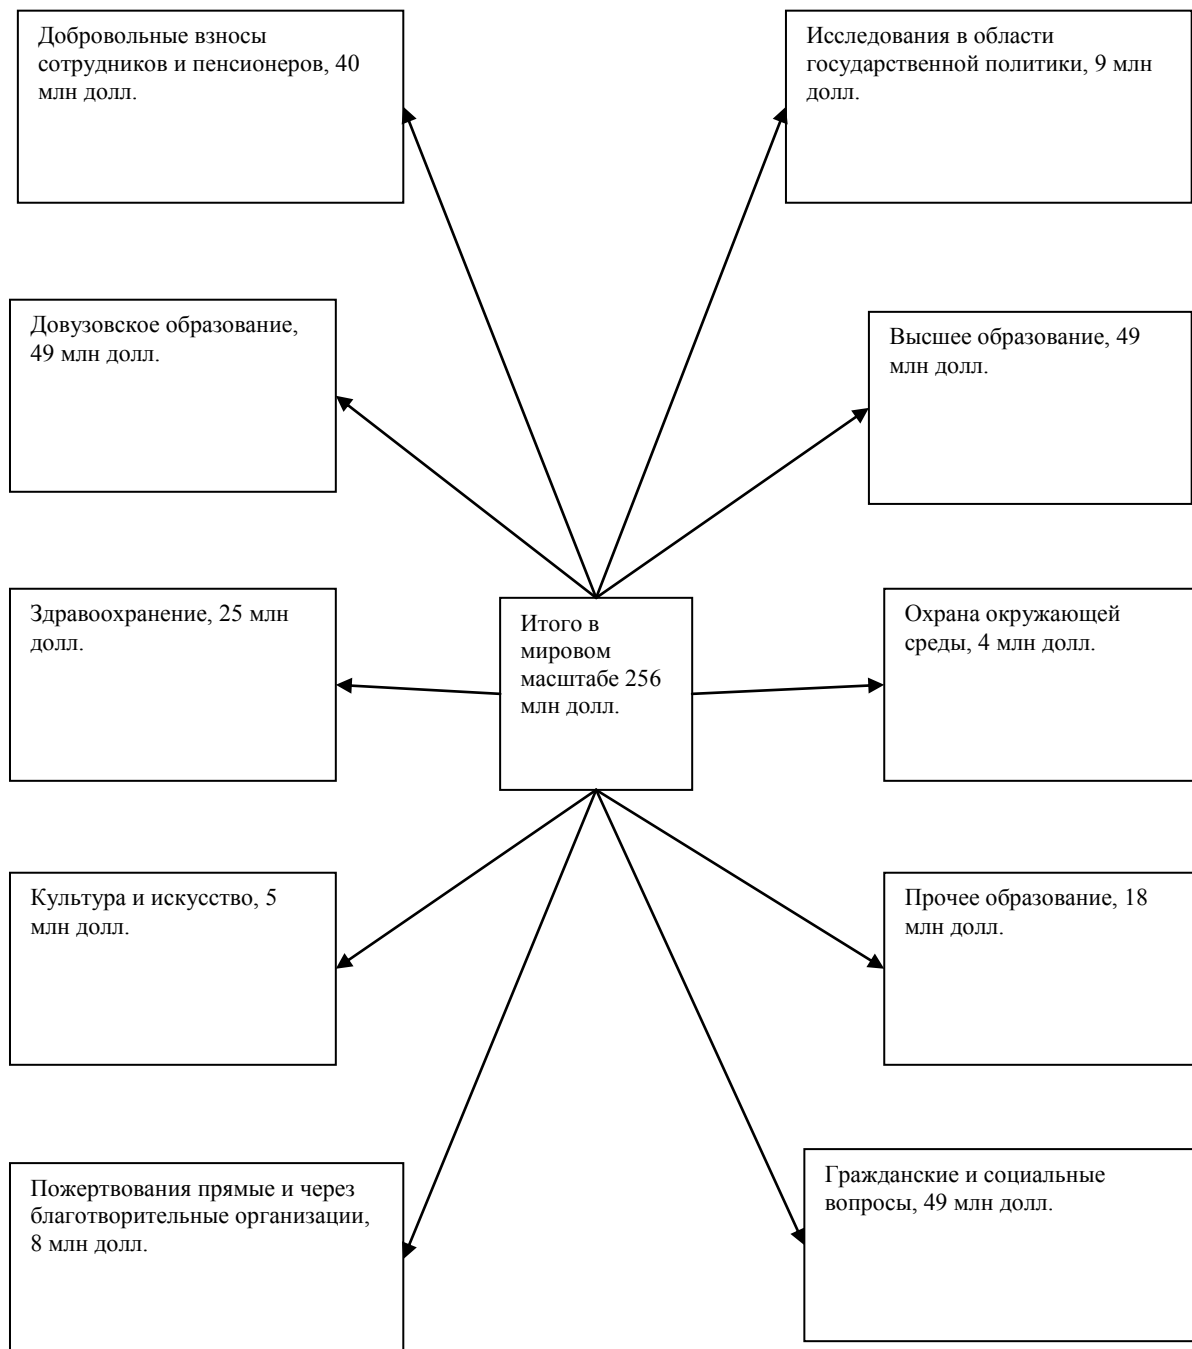 Добровольные взносы
сотрудников и пенсионеров, 40
млн долл.
Исследования в области
государственной политики, 9 млн
долл.
Довузовское образование,
49 млн долл.
Высшее образование, 49
млн долл.
Здравоохранение, 25 млн
долл.
Итого в
мировом
масштабе 256
млн долл.
Охрана окружающей
среды, 4 млн долл.
Культура и искусство, 5
млн долл.
Прочее образование, 18
млн долл.
Пожертвования прямые и через
благотворительные организации,
8 млн долл.
Гражданские и социальные
вопросы, 49 млн долл.